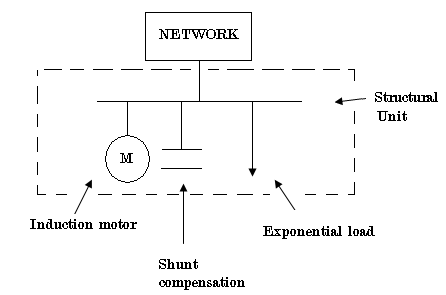 NETWORK
Structural
Unit
M
Induction motor
Exponential load
Shunt
compensation